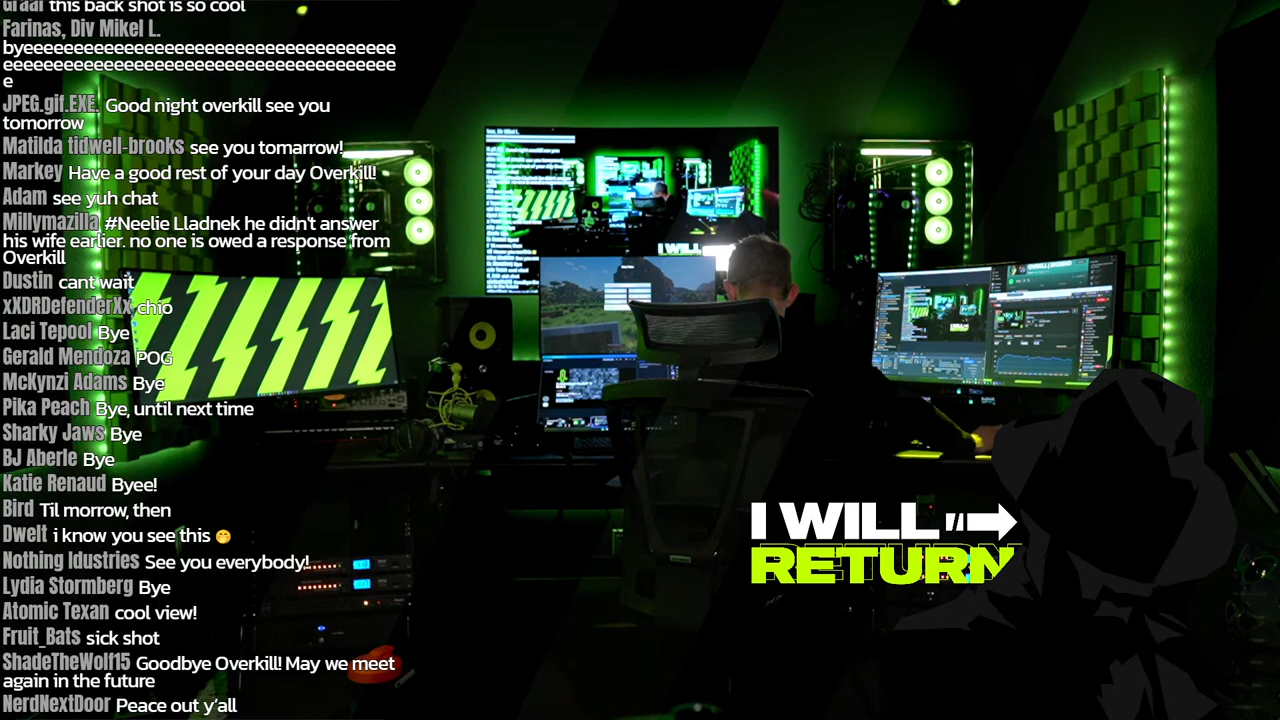 Graal this back shot is so cool
Farinas, Div Mikel L.
byeeeeeeeeeeeeeeeeeeeeeeeeeeeeeeeeeeeee
eeeeeeeeeeeeeeeeeeeeeeeeeeeeeeeeeeeeeee
e
JPEG.gif.EXE. Good night overkill see you
tomorrow
Matilda tidwell-brooks see you tomarrow!
Markey Have a good rest of your day Overkill!
Adam see yuh chat
Millymazilla #Neelie Lladnek he didn't answer
his wife earlier. no one is owed a response from
Overkill
Dustin cant wait
xXDRDefenderXx chio
Laci Tepool Bye
Gerald Mendoza POG
McKynzi Adams Bye
Pika Peach Bye, until next time
Sharky Jaws Bye
BJ Aberle Bye
Katie Renaud Byee!
Bird Til morrow, then
Dwelt i know you see this 🤭
Nothing Idustries See you everybody!
Lydia Stormberg Bye
Atomic Texan cool view!
Fruit_Bats sick shot
ShadeTheWolf15 Goodbye Overkill! May we meet
again in the future
NerdNextDoor Peace out y'all
I WILL
I WILL
RETURN